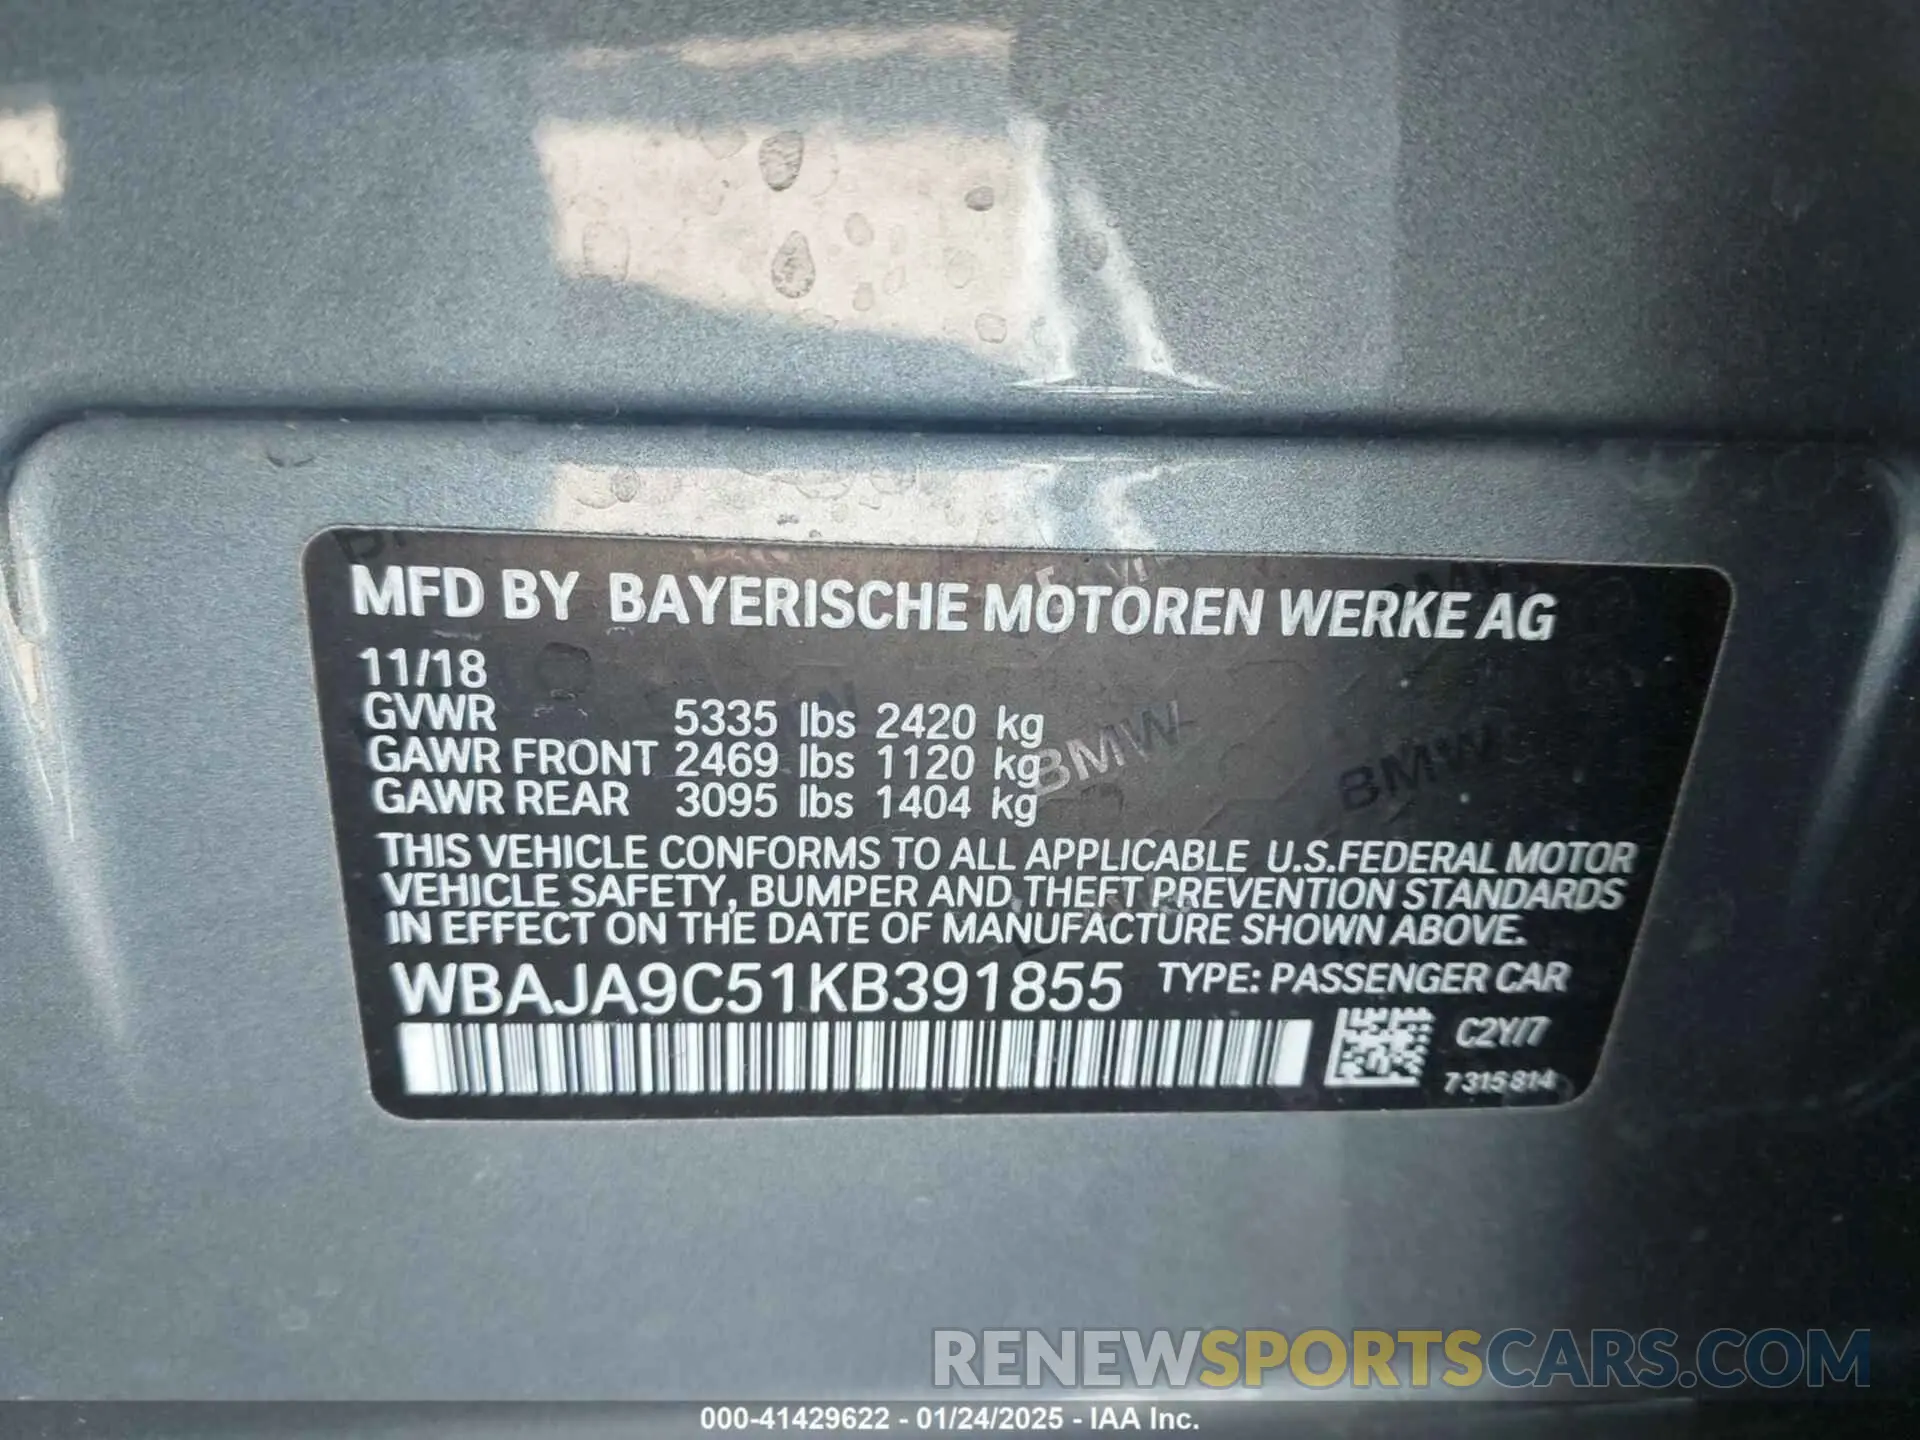 MFD BY BAYERISCHE MOTOREN WERKE AG
11/18
GVWR 5335 lbs 2420 kg
GAWR FRONT 2469 lbs 1120 kg
GAWR REAR 3095 lbs 1404 kg
BMW BMW
THIS VEHICLE CONFORMS TO ALL APPLICABLE U.S.FEDERAL MOTOR
VEHICLE SAFETY, BUMPER AND THEFT PREVENTION STANDARDS
IN EFFECT ON THE DATE OF MANUFACTURE SHOWN ABOVE.
WBAJA9C51KB391855 TYPE: PASSENGER CAR
C2Y/7
7 315 814
RENEWSPORTSCARS.COM
000-41429622 - 01/24/2025 - IAA Inc.